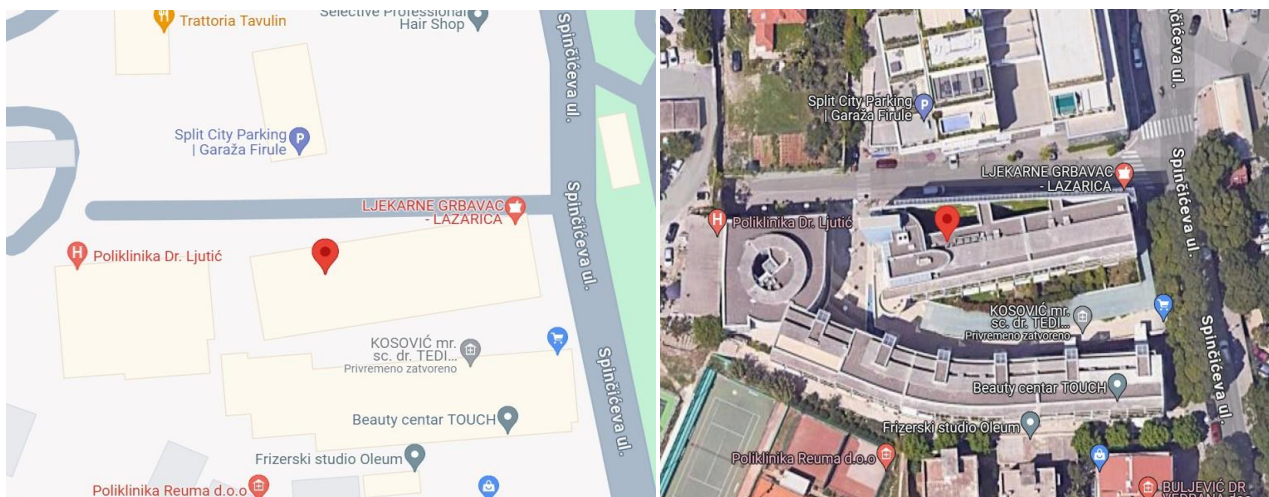 Trattoria Tavulin
Selective Professional
Hair Shop
Spinčićeva ul.
Split City Parking
| Garaža Firule
LJEKARNE GRBAVAC
- LAZARICA
Spinčićeva ul.
H
Poliklinika Dr. Ljutić
KOSOVIĆ mr.
sc. dr. TEDI...
Privremeno zatvoreno
Spinčićeva ul.
Beauty centar TOUCH
Frizerski studio Oleum
Poliklinika Reuma d.o.o
Spinčićeva ul.
Split City Parking
| Garaža Firule
P
LJEKARNE GRBAVAC
- LAZARICA
Spinčićeva ul.
H
Poliklinika Dr. Ljutić
KOSOVIĆ mr.
sc. dr. TEDI...
Privremeno zatvoreno
Spinčićeva ul.
Beauty centar TOUCH
Frizerski studio Oleum
Poliklinika Reuma d.o.o
BULJEVIĆ DR